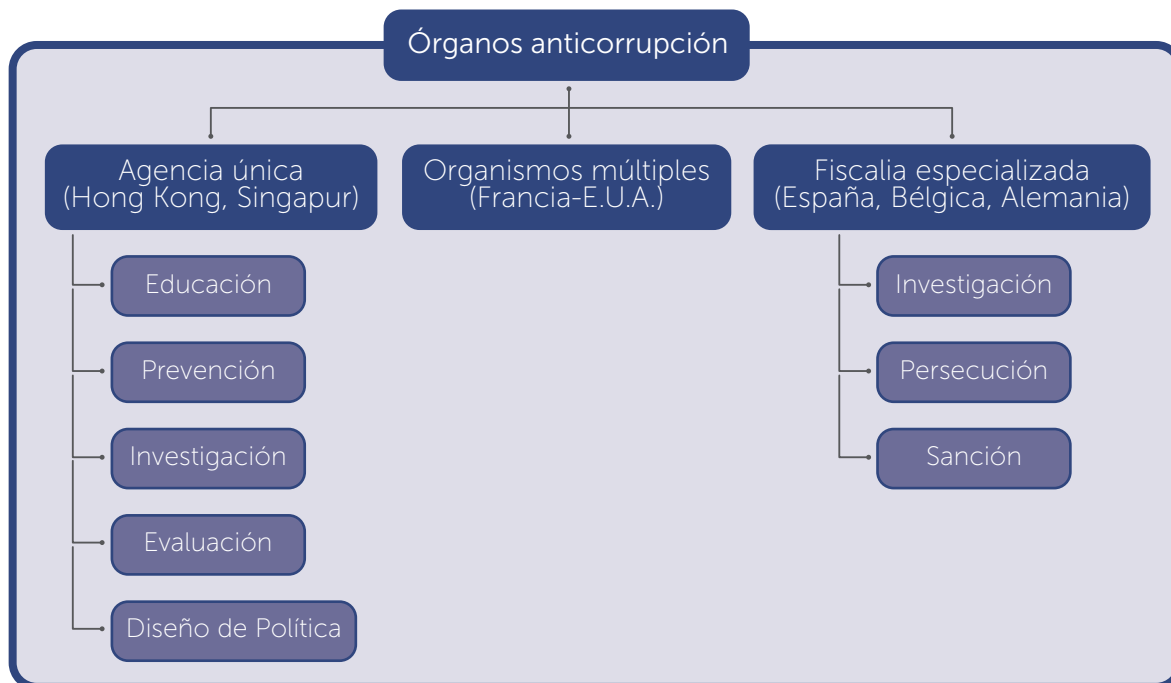 Órganos anticorrupción
Agencia única
(Hong Kong, Singapur)
Educación
Prevención
Investigación
Evaluación
Diseño de Política
Organismos múltiples
(Francia-E.U.A.)
Fiscalia especializada
(España, Bélgica, Alemania)
Investigación
Persecución
Sanción